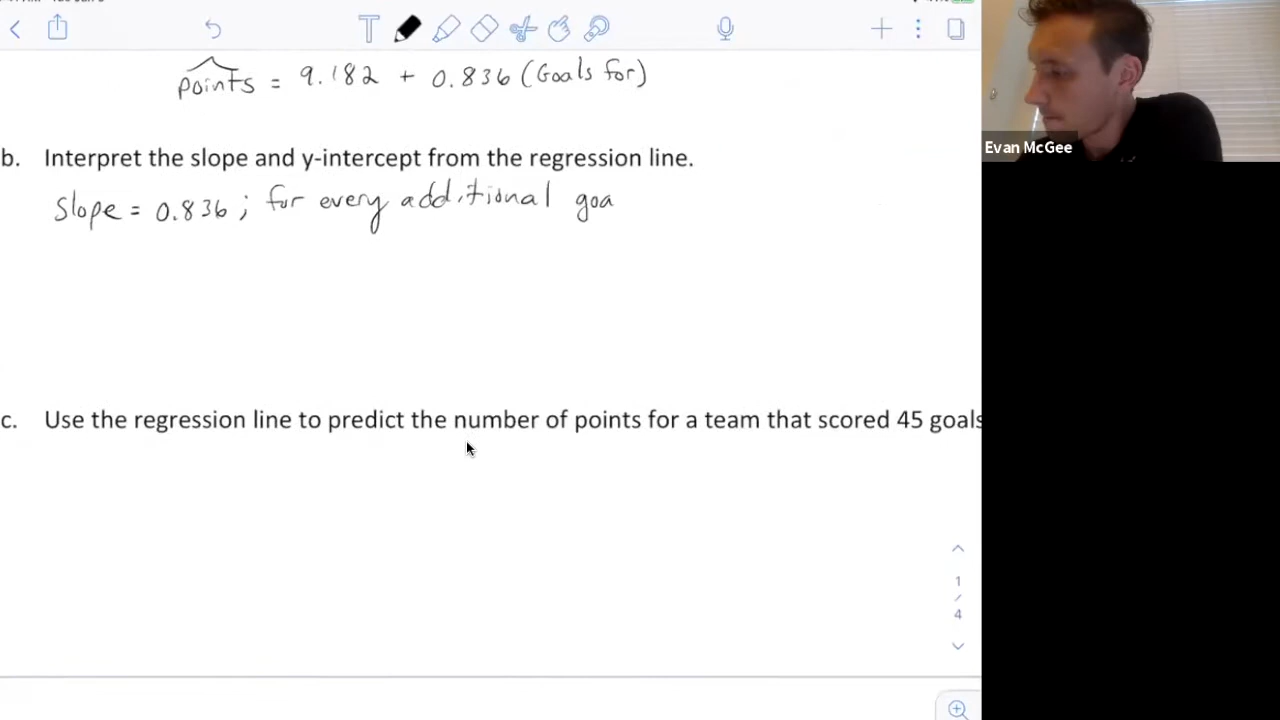 points = 9.182 + 0.836 (Goals for)
b. Interpret the slope and y-intercept from the regression line.
Slope = 0.836 ; for every additional goa
c. Use the regression line to predict the number of points for a team that scored 45 goals
Evan McGee
T
1
/
4